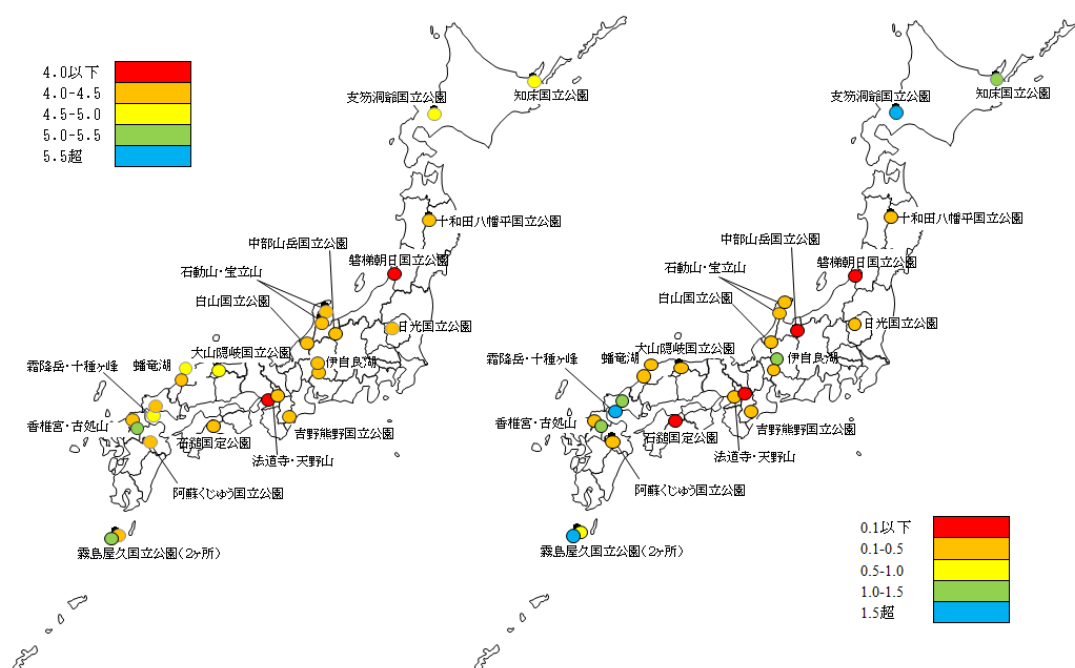 4.0以下
4.0-4.5
4.5-5.0
5.0-5.5
5.5超
支笏洞爺国立公園
知床国立公園
十和田八幡平国立公園
中部山岳国立公園
磐梯朝日国立公園
石動山・宝立山
白山国立公園
日光国立公園
大山隠岐国立公園
伊自良湖
蟠竜湖
霜降岳・十種ヶ峰
香椎宮・古処山
石鎚国定公園
吉野熊野国立公園
法道寺・天野山
阿蘇くじゅう国立公園
霧島屋久国立公園(2ヶ所)
支笏洞爺国立公園
知床国立公園
十和田八幡平国立公園
中部山岳国立公園
磐梯朝日国立公園
石動山・宝立山
白山国立公園
日光国立公園
大山隠岐国立公園
伊自良湖
蟠竜湖
霜降岳・十種ヶ峰
香椎宮・古処山
石鎚国定公園
吉野熊野国立公園
法道寺・天野山
阿蘇くじゅう国立公園
霧島屋久国立公園(2ヶ所)
0.1以下
0.1-0.5
0.5-1.0
1.0-1.5
1.5超